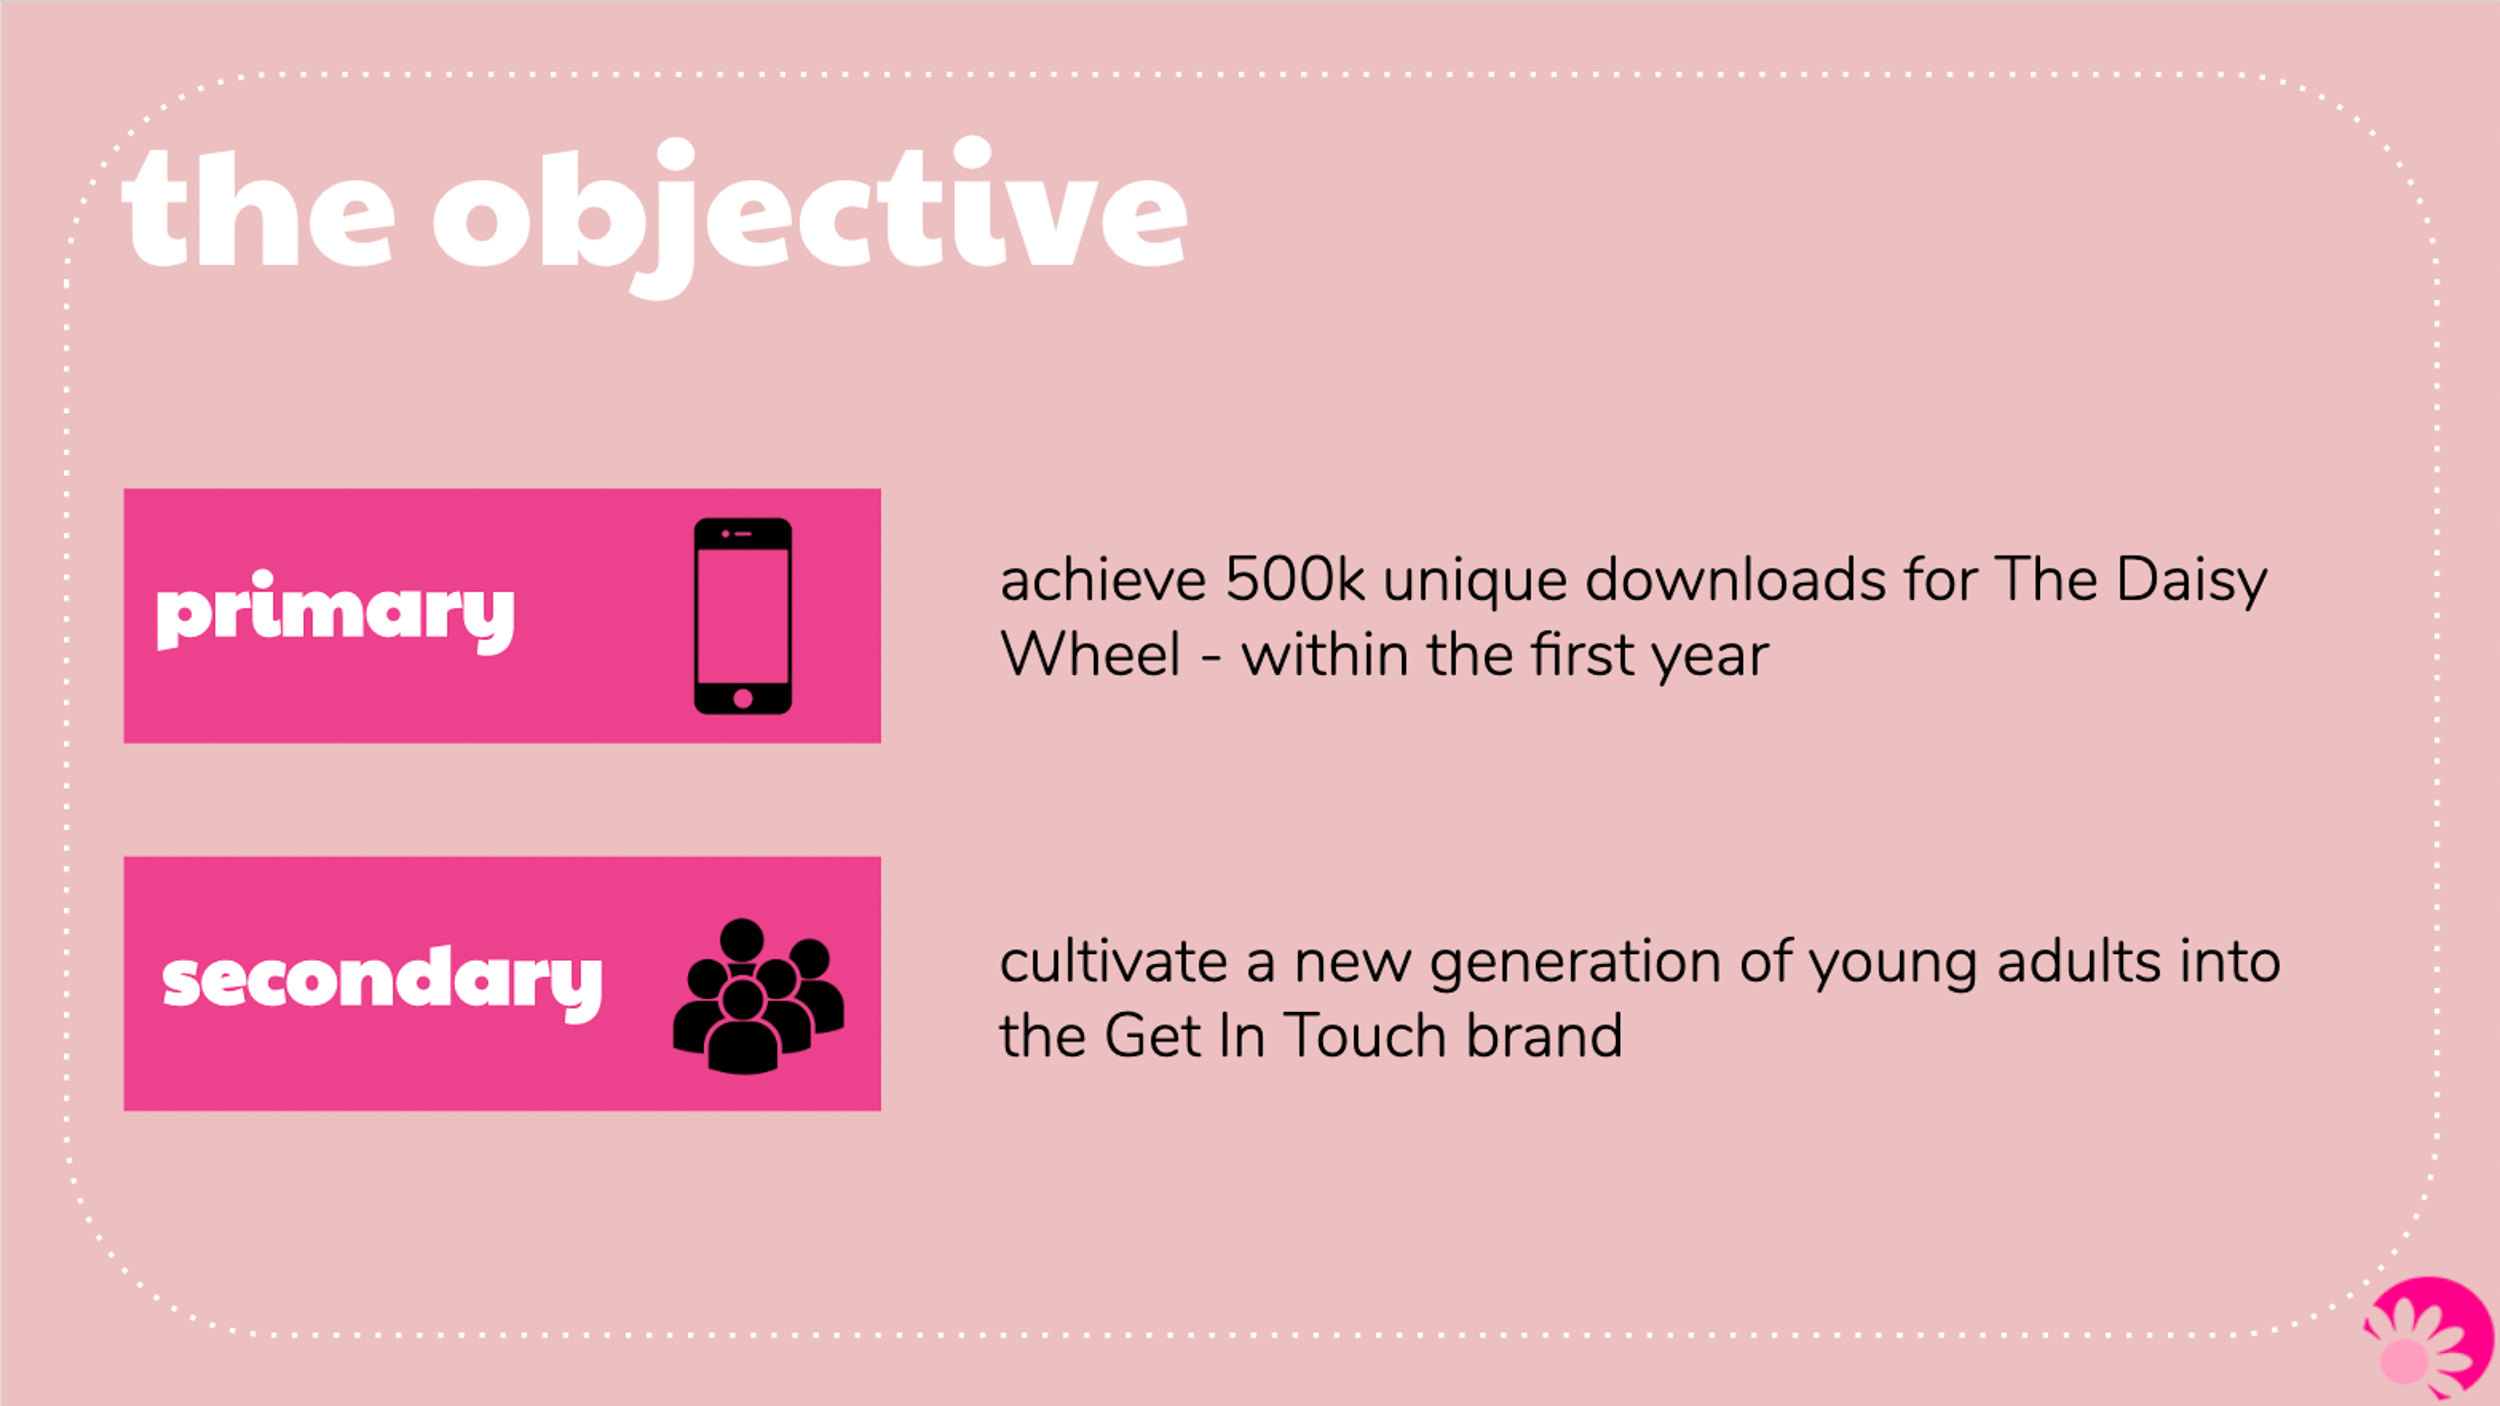 the objective
primary
achieve 500k unique downloads for The Daisy
Wheel - within the first year
secondary
cultivate a new generation of young adults into
the Get In Touch brand